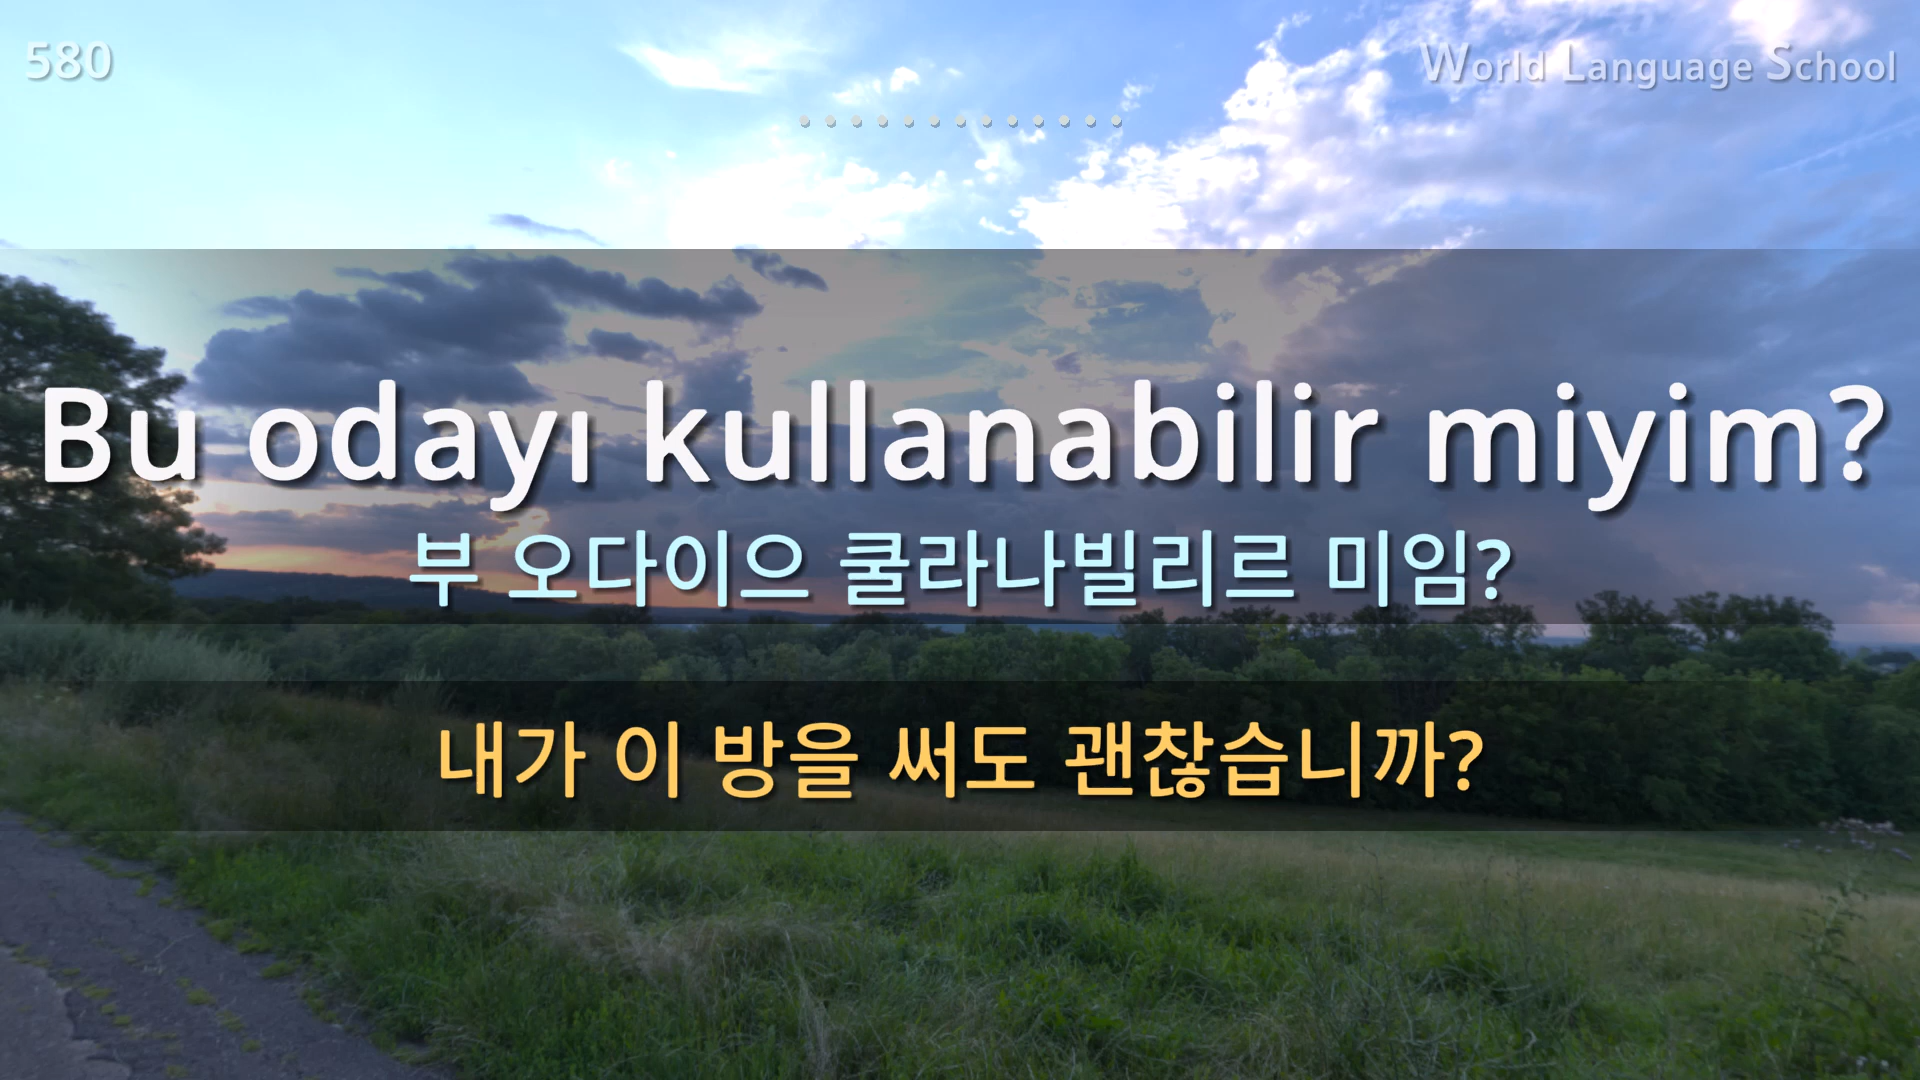 580
World Language School
Bu odayı kullanabilir miyim?
부 오다이으 쿨라나빌리르 미임?
내가 이 방을 써도 괜찮습니까?